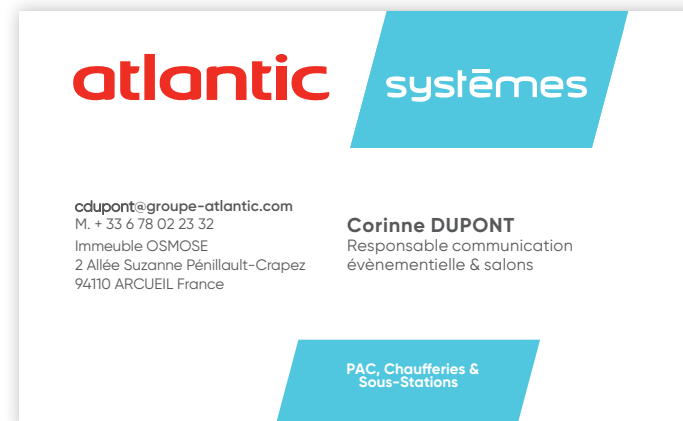 atlantic
systēmes
cdupont@groupe-atlantic.com
M. + 33 6 78 02 23 32
Immeuble OSMOSE
2 Allée Suzanne Pénillault-Crapez
94110 ARCUEIL France
Corinne DUPONT
Responsable communication
évènementielle & salons
PAC, Chaufferies &
Sous-Stations